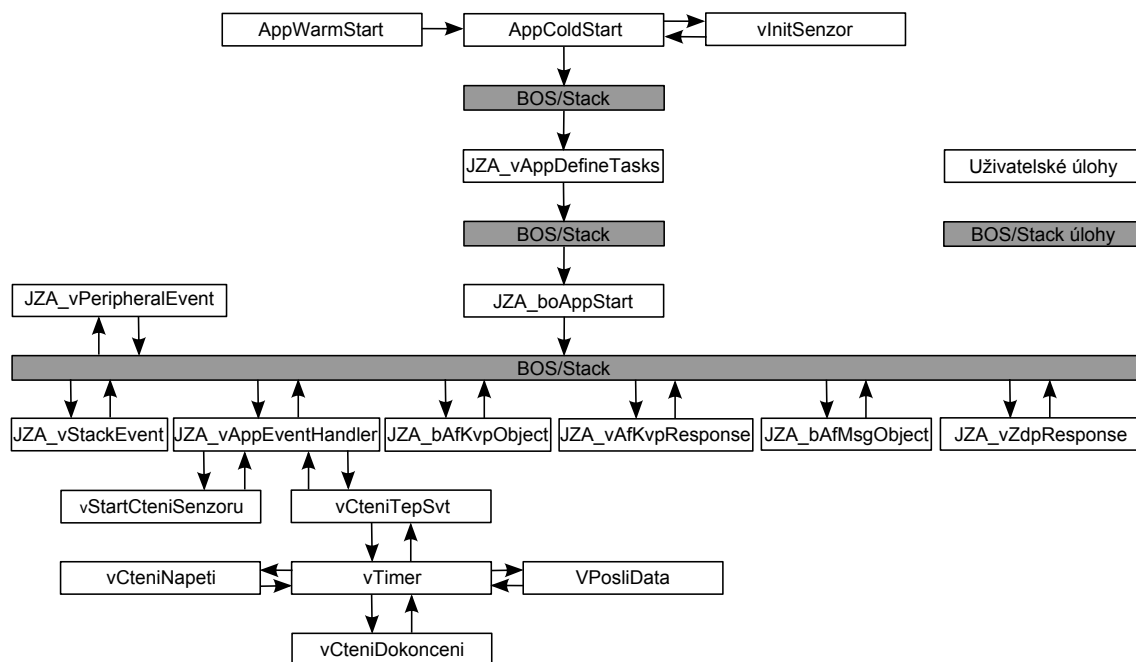 AppWarmStart
AppColdStart
vInitSenzor
BOS/Stack
JZA_vAppDefineTasks
Uživatelské úlohy
BOS/Stack
BOS/Stack úlohy
JZA_vPeripheralEvent
JZA_boAppStart
BOS/Stack
JZA_vStackEvent
JZA_vAppEventHandler
JZA_bAfKvpObject
JZA_vAfKvpResponse
JZA_bAfMsgObject
JZA_vZdpResponse
vStartCteniSenzoru
vCteniTepSvt
vCteniNapeti
vTimer
VPosliData
vCteniDokonceni